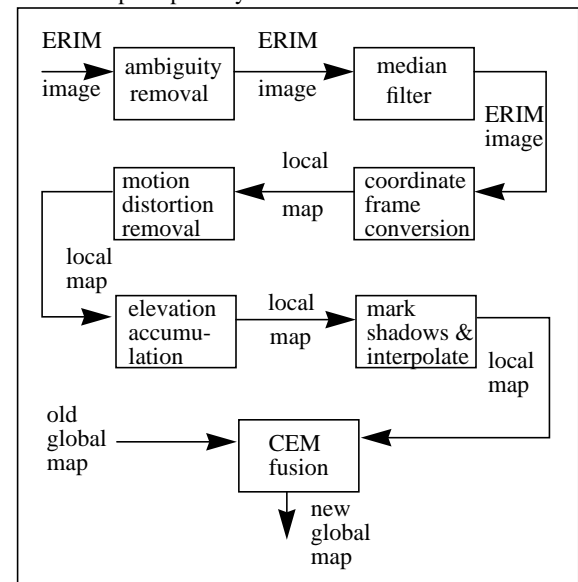 ERIM
image
ambiguity
removal
ERIM
image
median
filter
ERIM
image
coordinate
frame
conversion
local
map
motion
distortion
removal
local
map
elevation
accumu-
lation
local
map
mark
shadows &
interpolate
local
map
old
global
map
CEM
fusion
new
global
map